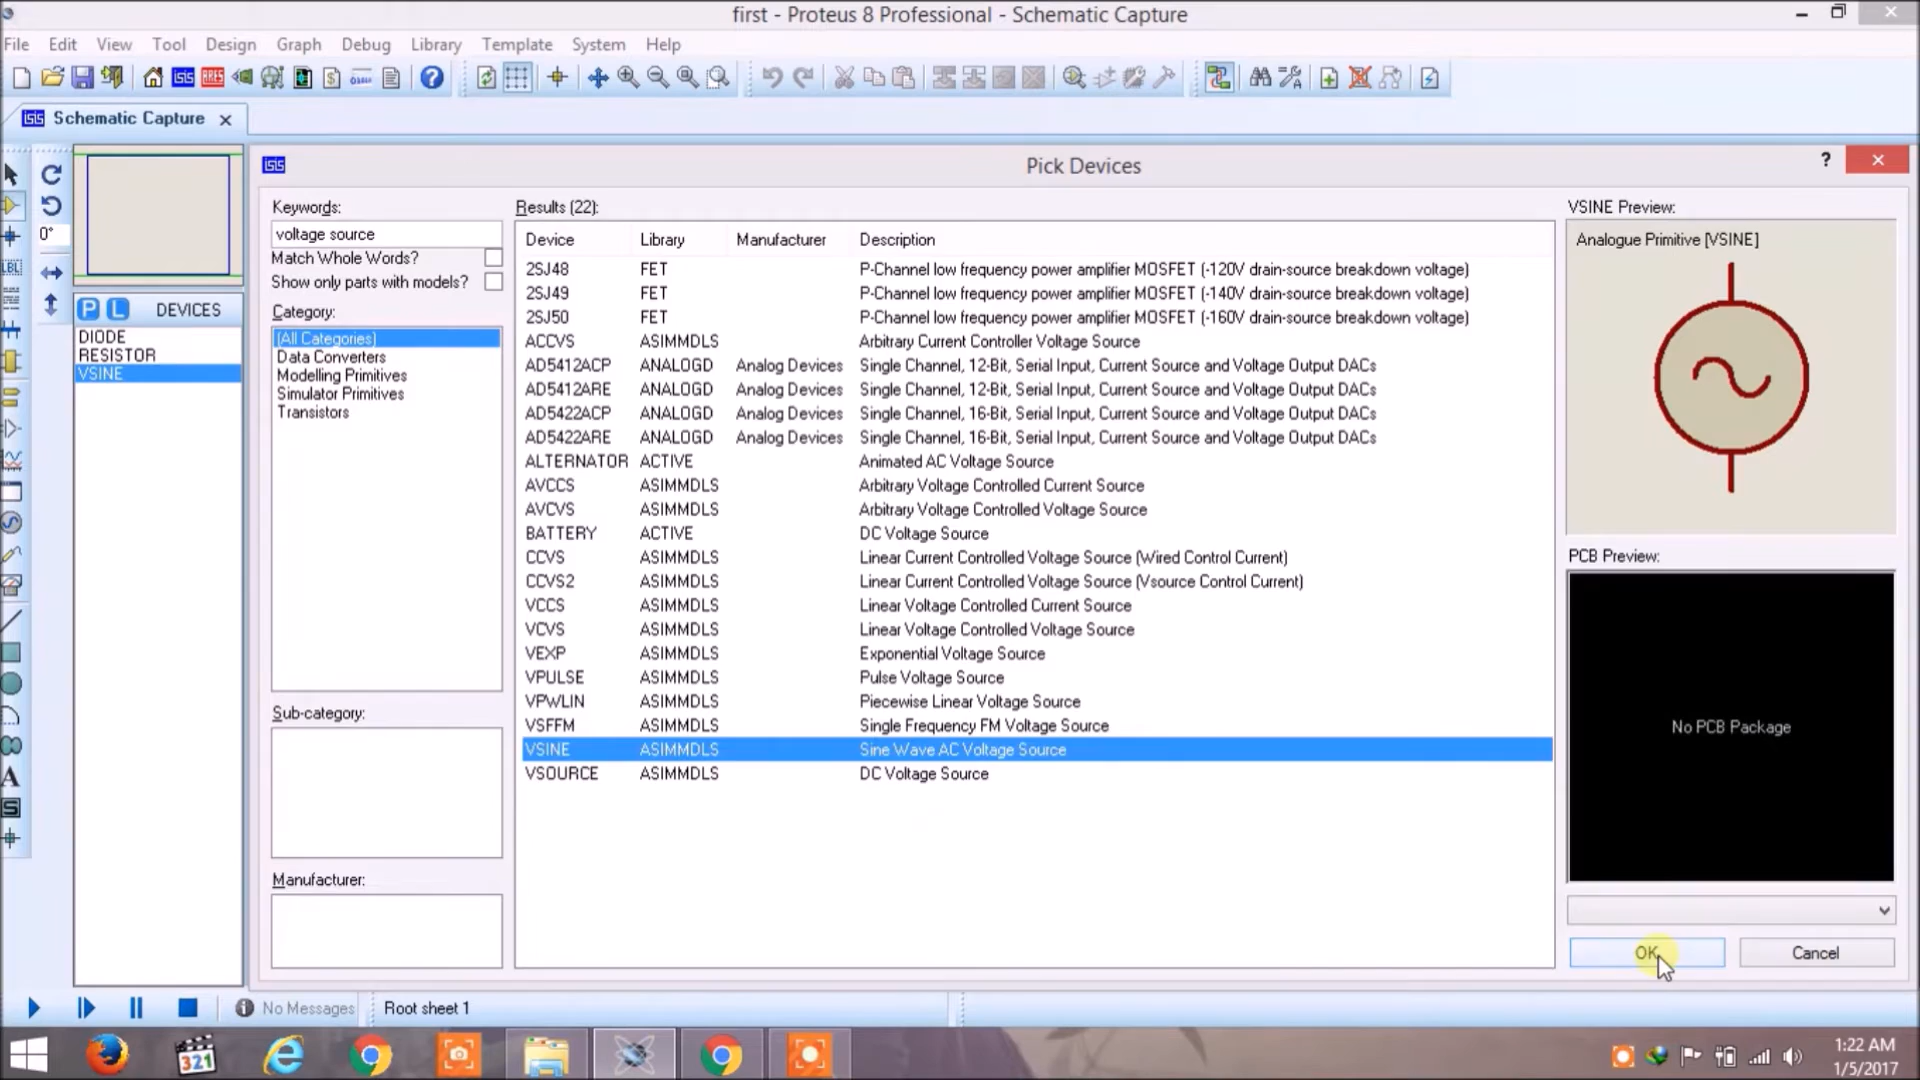 first - Proteus 8 Professional - Schematic Capture
File Edit View Tool Design Graph Debug Library Template System Help
isis ARES $ ?
isis Schematic Capture x
isis Pick Devices ? x
0°
LBL
P L DEVICES
DIODE
RESISTOR
VSINE
A
S
Keywords:
voltage source
Match Whole Words?
Show only parts with models?
Category:
(All Categories)
Data Converters
Modelling Primitives
Simulator Primitives
Transistors
Sub-category:
Manufacturer:
Results (22):
Device Library Manufacturer Description
2SJ48 FET P-Channel low frequency power amplifier MOSFET (-120V drain-source breakdown voltage)
2SJ49 FET P-Channel low frequency power amplifier MOSFET (-140V drain-source breakdown voltage)
2SJ50 FET P-Channel low frequency power amplifier MOSFET (-160V drain-source breakdown voltage)
ACCVS ASIMMDLS Arbitrary Current Controller Voltage Source
AD5412ACP ANALOGD Analog Devices Single Channel, 12-Bit, Serial Input, Current Source and Voltage Output DACs
AD5412ARE ANALOGD Analog Devices Single Channel, 12-Bit, Serial Input, Current Source and Voltage Output DACs
AD5422ACP ANALOGD Analog Devices Single Channel, 16-Bit, Serial Input, Current Source and Voltage Output DACs
AD5422ARE ANALOGD Analog Devices Single Channel, 16-Bit, Serial Input, Current Source and Voltage Output DACs
ALTERNATOR ACTIVE Animated AC Voltage Source
AVCCS ASIMMDLS Arbitrary Voltage Controlled Current Source
AVCVS ASIMMDLS Arbitrary Voltage Controlled Voltage Source
BATTERY ACTIVE DC Voltage Source
CCVS ASIMMDLS Linear Current Controlled Voltage Source (Wired Control Current)
CCVS2 ASIMMDLS Linear Current Controlled Voltage Source (Vsource Control Current)
VCCS ASIMMDLS Linear Voltage Controlled Current Source
VCVS ASIMMDLS Linear Voltage Controlled Voltage Source
VEXP ASIMMDLS Exponential Voltage Source
VPULSE ASIMMDLS Pulse Voltage Source
VPWLIN ASIMMDLS Piecewise Linear Voltage Source
VSFFM ASIMMDLS Single Frequency FM Voltage Source
VSINE ASIMMDLS Sine Wave AC Voltage Source
VSOURCE ASIMMDLS DC Voltage Source
VSINE Preview:
Analogue Primitive [VSINE]
PCB Preview:
No PCB Package
OK Cancel
No Messages Root sheet 1
321
1:22 AM
1/5/2017